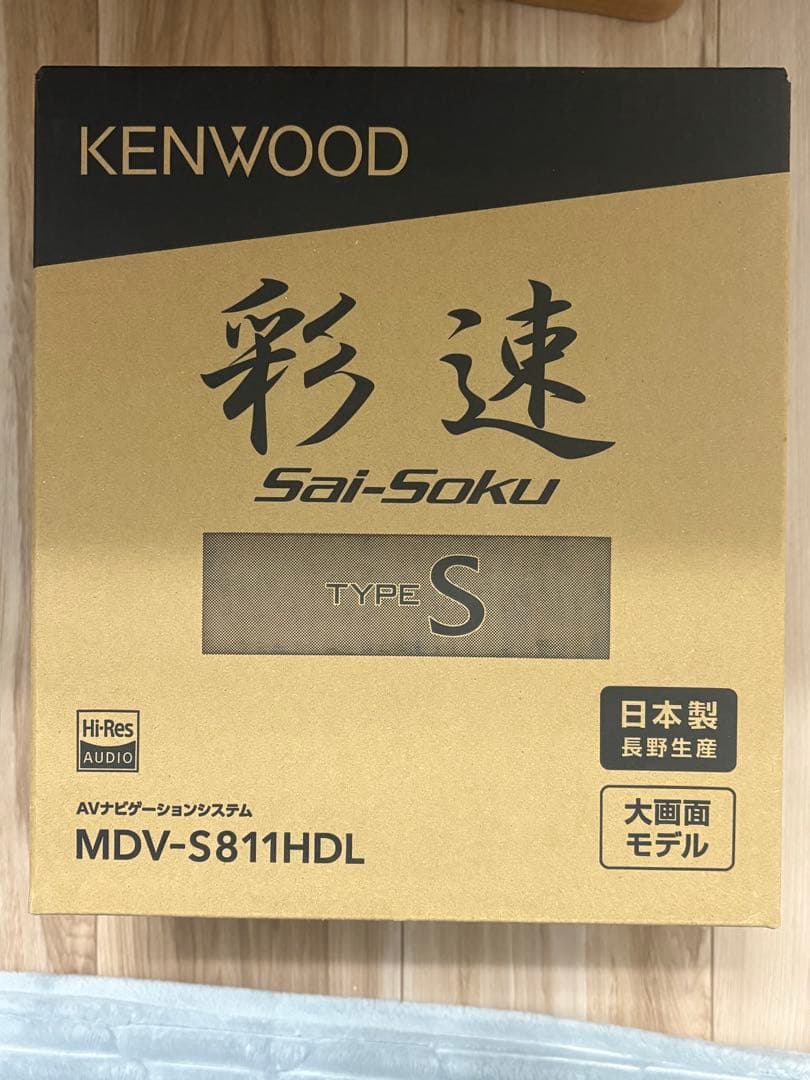 KENWOOD
彩速
Sai-Soku
TYPE S
Hi-Res
AUDIO
日本製
長野生産
AVナビゲーションシステム
MDV-S811HDL
大画面
モデル